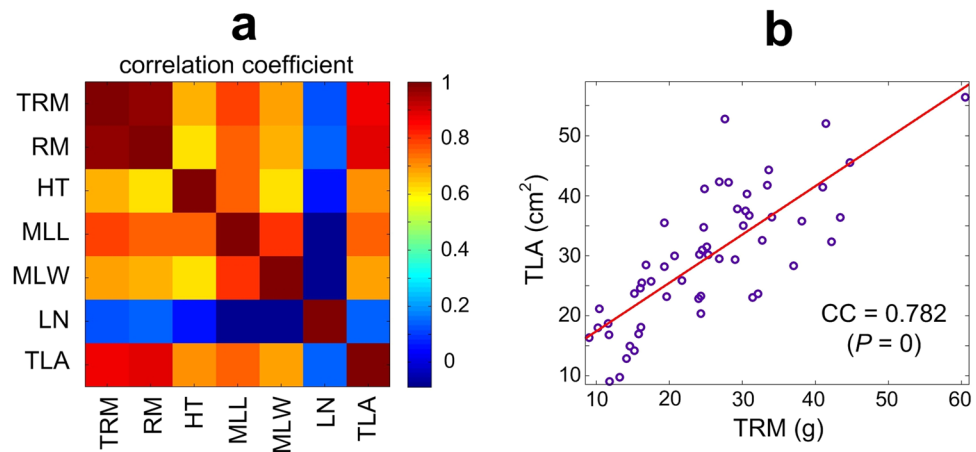 a
correlation coefficient
TRM
RM
HT
MLL
MLW
LN
TLA
TRM
RM
HT
MLL
MLW
LN
TLA
1
0.8
0.6
0.4
0.2
0
b
TLA (cm²)
50
40
30
20
10
10
20
30
40
50
60
TRM (g)
CC = 0.782
(P = 0)